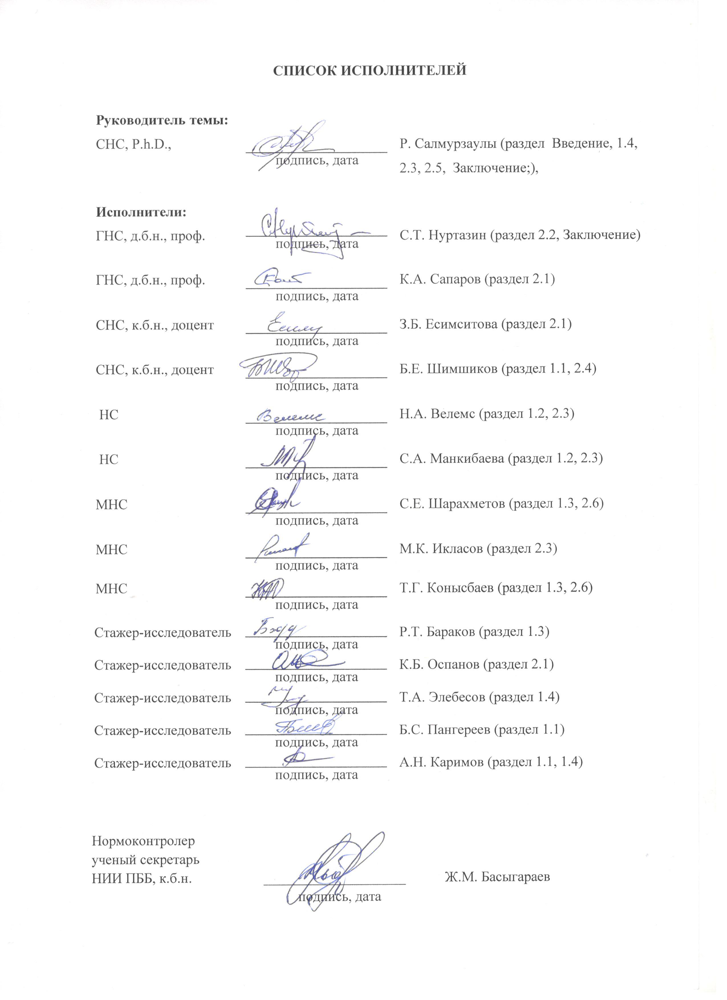 СПИСОК ИСПОЛНИТЕЛЕЙ
Руководитель темы:
СНС, P.h.D.,
подпись, дата
Р. Салмурзаулы (раздел Введение, 1.4,
2.3, 2.5, Заключение;),
Исполнители:
ГНС, д.б.н., проф.
подпись, дата
С.Т. Нуртазин (раздел 2.2, Заключение)
ГНС, д.б.н., проф.
подпись, дата
К.А. Сапаров (раздел 2.1)
СНС, к.б.н., доцент
подпись, дата
З.Б. Есимситова (раздел 2.1)
СНС, к.б.н., доцент
подпись, дата
Б.Е. Шимшиков (раздел 1.1, 2.4)
НС
Велемс
подпись, дата
Н.А. Велемс (раздел 1.2, 2.3)
НС
подпись, дата
С.А. Манкибаева (раздел 1.2, 2.3)
МНС
подпись, дата
С.Е. Шарахметов (раздел 1.3, 2.6)
МНС
подпись, дата
М.К. Икласов (раздел 2.3)
МНС
подпись, дата
Т.Г. Конысбаев (раздел 1.3, 2.6)
Стажер-исследователь
подпись, дата
Р.Т. Бараков (раздел 1.3)
Стажер-исследователь
подпись, дата
К.Б. Оспанов (раздел 2.1)
Стажер-исследователь
подпись, дата
Т.А. Элебесов (раздел 1.4)
Стажер-исследователь
подпись, дата
Б.С. Пангереев (раздел 1.1)
Стажер-исследователь
подпись, дата
А.Н. Каримов (раздел 1.1, 1.4)
Нормоконтролер
ученый секретарь
НИИ ПББ, к.б.н.
подпись, дата
Ж.М. Басыгараев